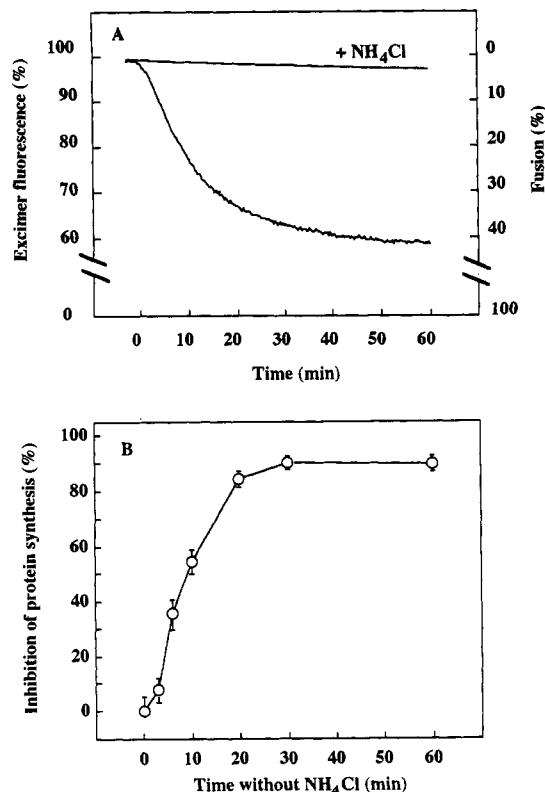 A
+ NH4Cl
Excimer fluorescence (%)
100
90
80
70
60
0
Fusion (%)
0
10
20
30
40
100
0 10 20 30 40 50 60
Time (min)
B
Inhibition of protein synthesis (%)
100
80
60
40
20
0
0 10 20 30 40 50 60
Time without NH4Cl (min)